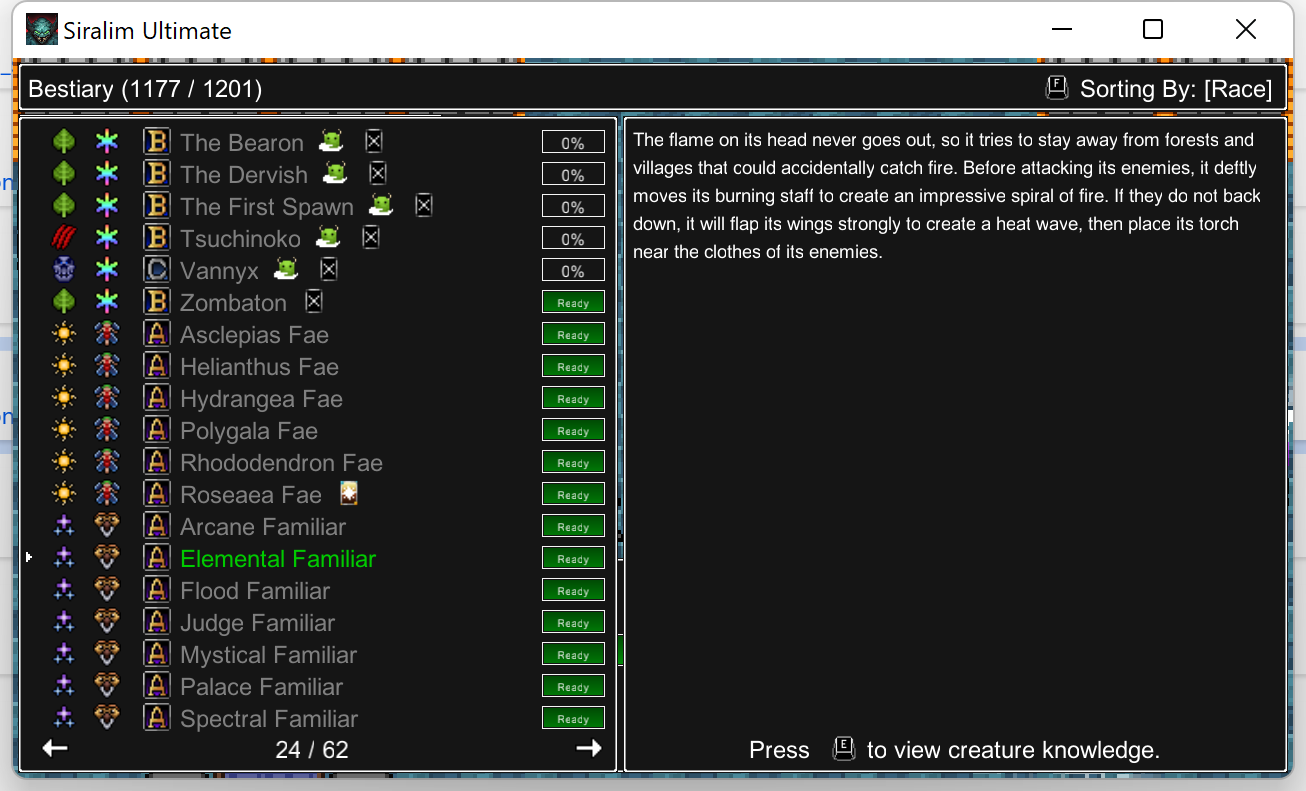 Siralim Ultimate
Bestiary (1177 / 1201)
F Sorting By: [Race]
B The Bearon 0%
B The Dervish 0%
B The First Spawn 0%
B Tsuchinoko 0%
C Vannyx 0%
B Zombaton Ready
A Asclepias Fae Ready
A Helianthus Fae Ready
A Hydrangea Fae Ready
A Polygala Fae Ready
A Rhododendron Fae Ready
A Roseaea Fae Ready
A Arcane Familiar Ready
A Elemental Familiar Ready
A Flood Familiar Ready
A Judge Familiar Ready
A Mystical Familiar Ready
A Palace Familiar Ready
A Spectral Familiar Ready
24 / 62
The flame on its head never goes out, so it tries to stay away from forests and
villages that could accidentally catch fire. Before attacking its enemies, it deftly
moves its burning staff to create an impressive spiral of fire. If they do not back
down, it will flap its wings strongly to create a heat wave, then place its torch
near the clothes of its enemies.
Press E to view creature knowledge.